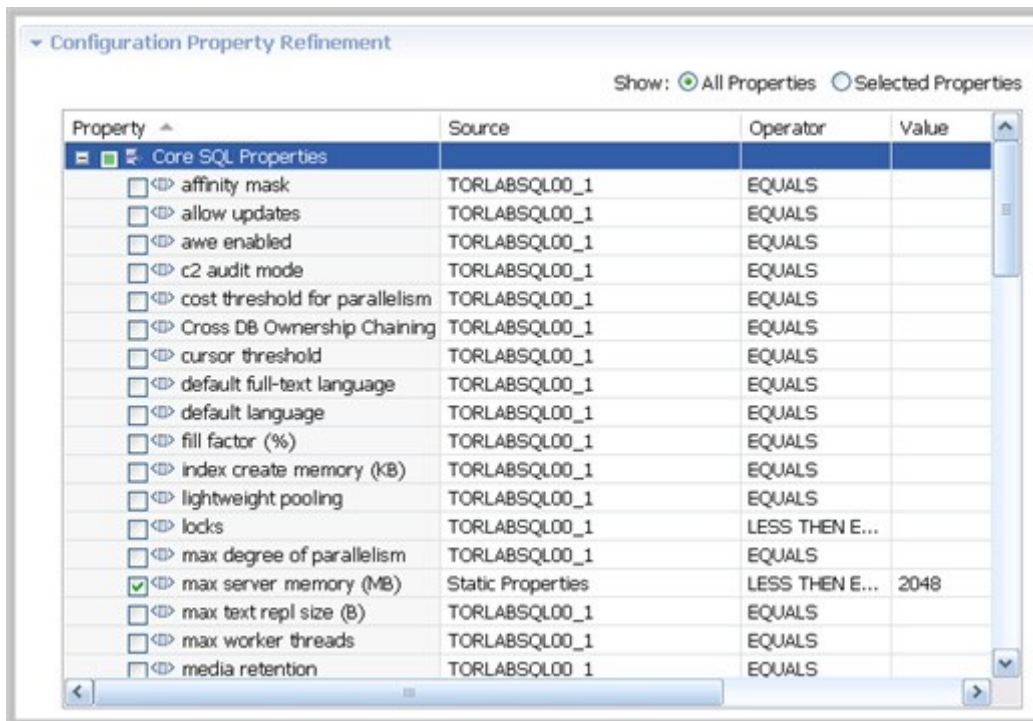 Configuration Property Refinement
Show: All Properties Selected Properties
Property Source Operator Value
Core SQL Properties
affinity mask TORLABSQL00_1 EQUALS
allow updates TORLABSQL00_1 EQUALS
awe enabled TORLABSQL00_1 EQUALS
c2 audit mode TORLABSQL00_1 EQUALS
cost threshold for parallelism TORLABSQL00_1 EQUALS
Cross DB Ownership Chaining TORLABSQL00_1 EQUALS
cursor threshold TORLABSQL00_1 EQUALS
default full-text language TORLABSQL00_1 EQUALS
default language TORLABSQL00_1 EQUALS
fill factor (%) TORLABSQL00_1 EQUALS
index create memory (KB) TORLABSQL00_1 EQUALS
lightweight pooling TORLABSQL00_1 EQUALS
locks TORLABSQL00_1 LESS THEN E...
max degree of parallelism TORLABSQL00_1 EQUALS
max server memory (MB) Static Properties LESS THEN E... 2048
max text repl size (B) TORLABSQL00_1 EQUALS
max worker threads TORLABSQL00_1 EQUALS
media retention TORLABSQL00_1 EQUALS